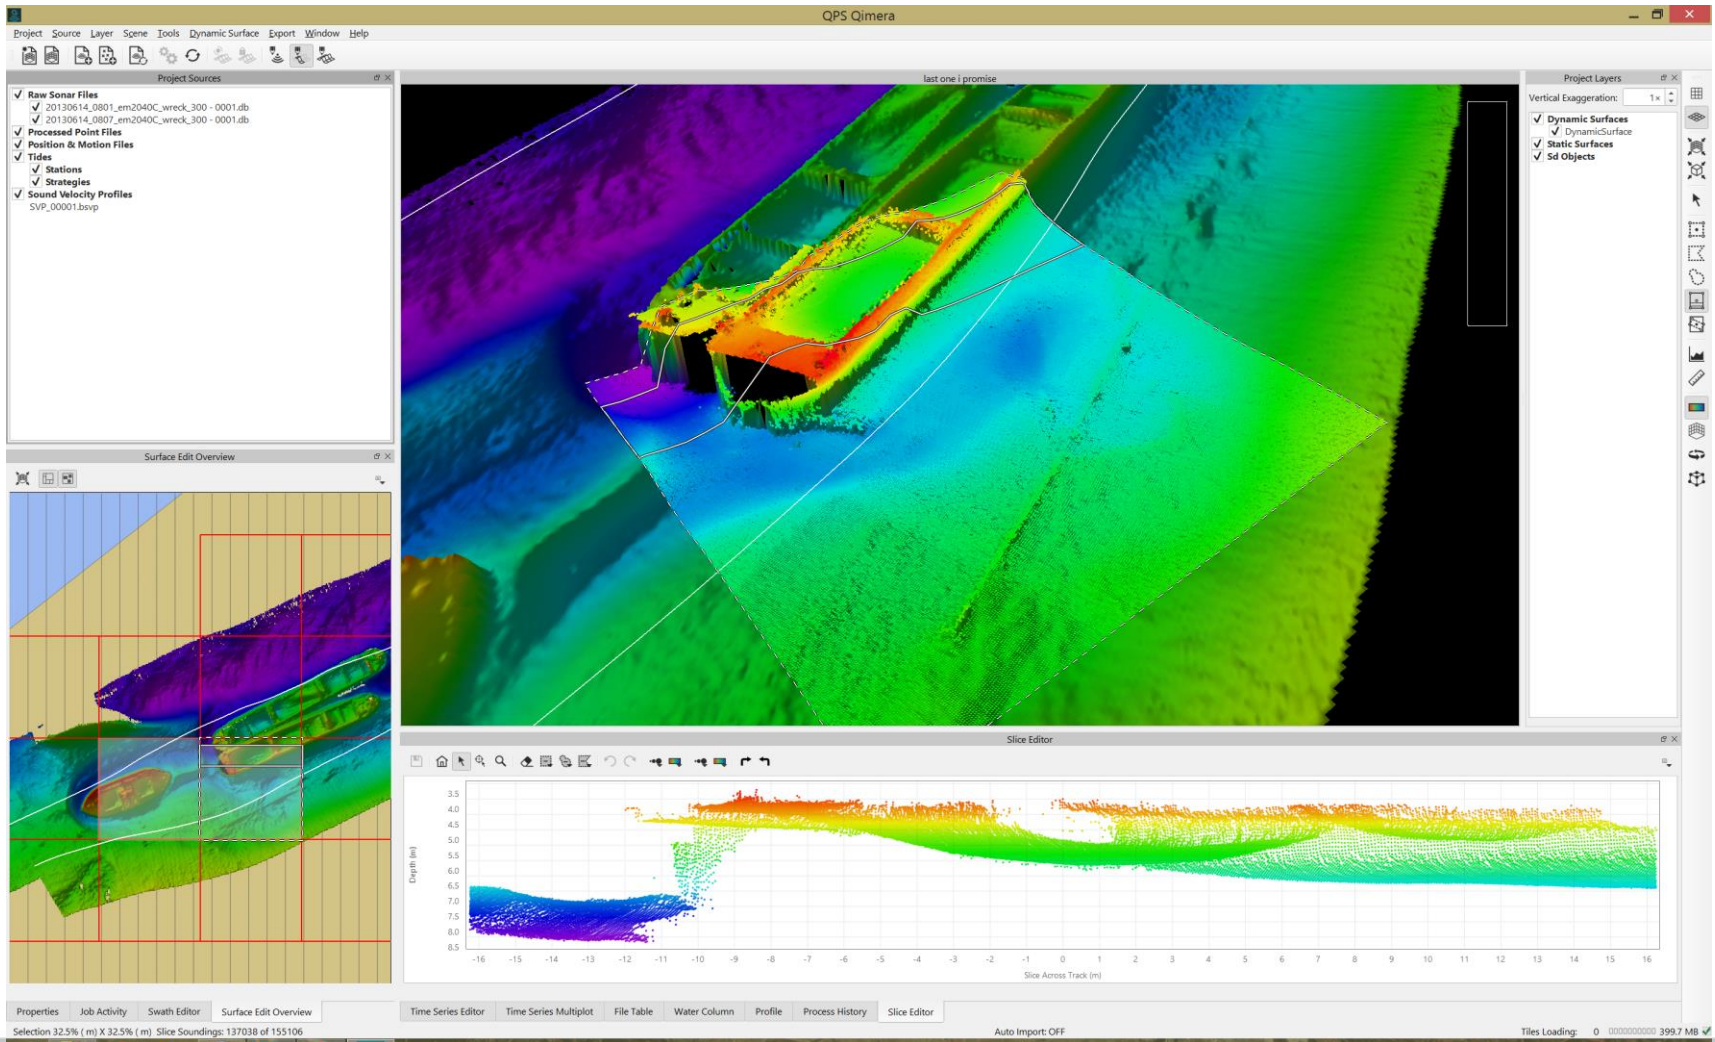 QPS Qimera
Project Source Layer Scene Tools Dynamic Surface Export Window Help
Project Sources
Raw Sonar Files
20130614_0801_em2040C_wreck_300 - 0001.db
20130614_0807_em2040C_wreck_300 - 0001.db
Processed Point Files
Position & Motion Files
Tides
Stations
Strategies
Sound Velocity Profiles
SVP_00001.bsvp
last one i promise
Project Layers
Vertical Exaggeration: 1×
Dynamic Surfaces
DynamicSurface
Static Surfaces
Sd Objects
Surface Edit Overview
Slice Editor
3.5
4.0
4.5
5.0
5.5
6.0
6.5
7.0
7.5
8.0
8.5
Depth (m)
-16 -15 -14 -13 -12 -11 -10 -9 -8 -7 -6 -5 -4 -3 -2 -1 0 1 2 3 4 5 6 7 8 9 10 11 12 13 14 15 16
Slice Across Track (m)
Properties Job Activity Swath Editor Surface Edit Overview
Time Series Editor Time Series Multiplot File Table Water Column Profile Process History Slice Editor
Selection 32.5% ( m) X 32.5% ( m) Slice Soundings: 137038 of 155106
Auto Import: OFF
Tiles Loading: 0 0000000000 399.7 MB